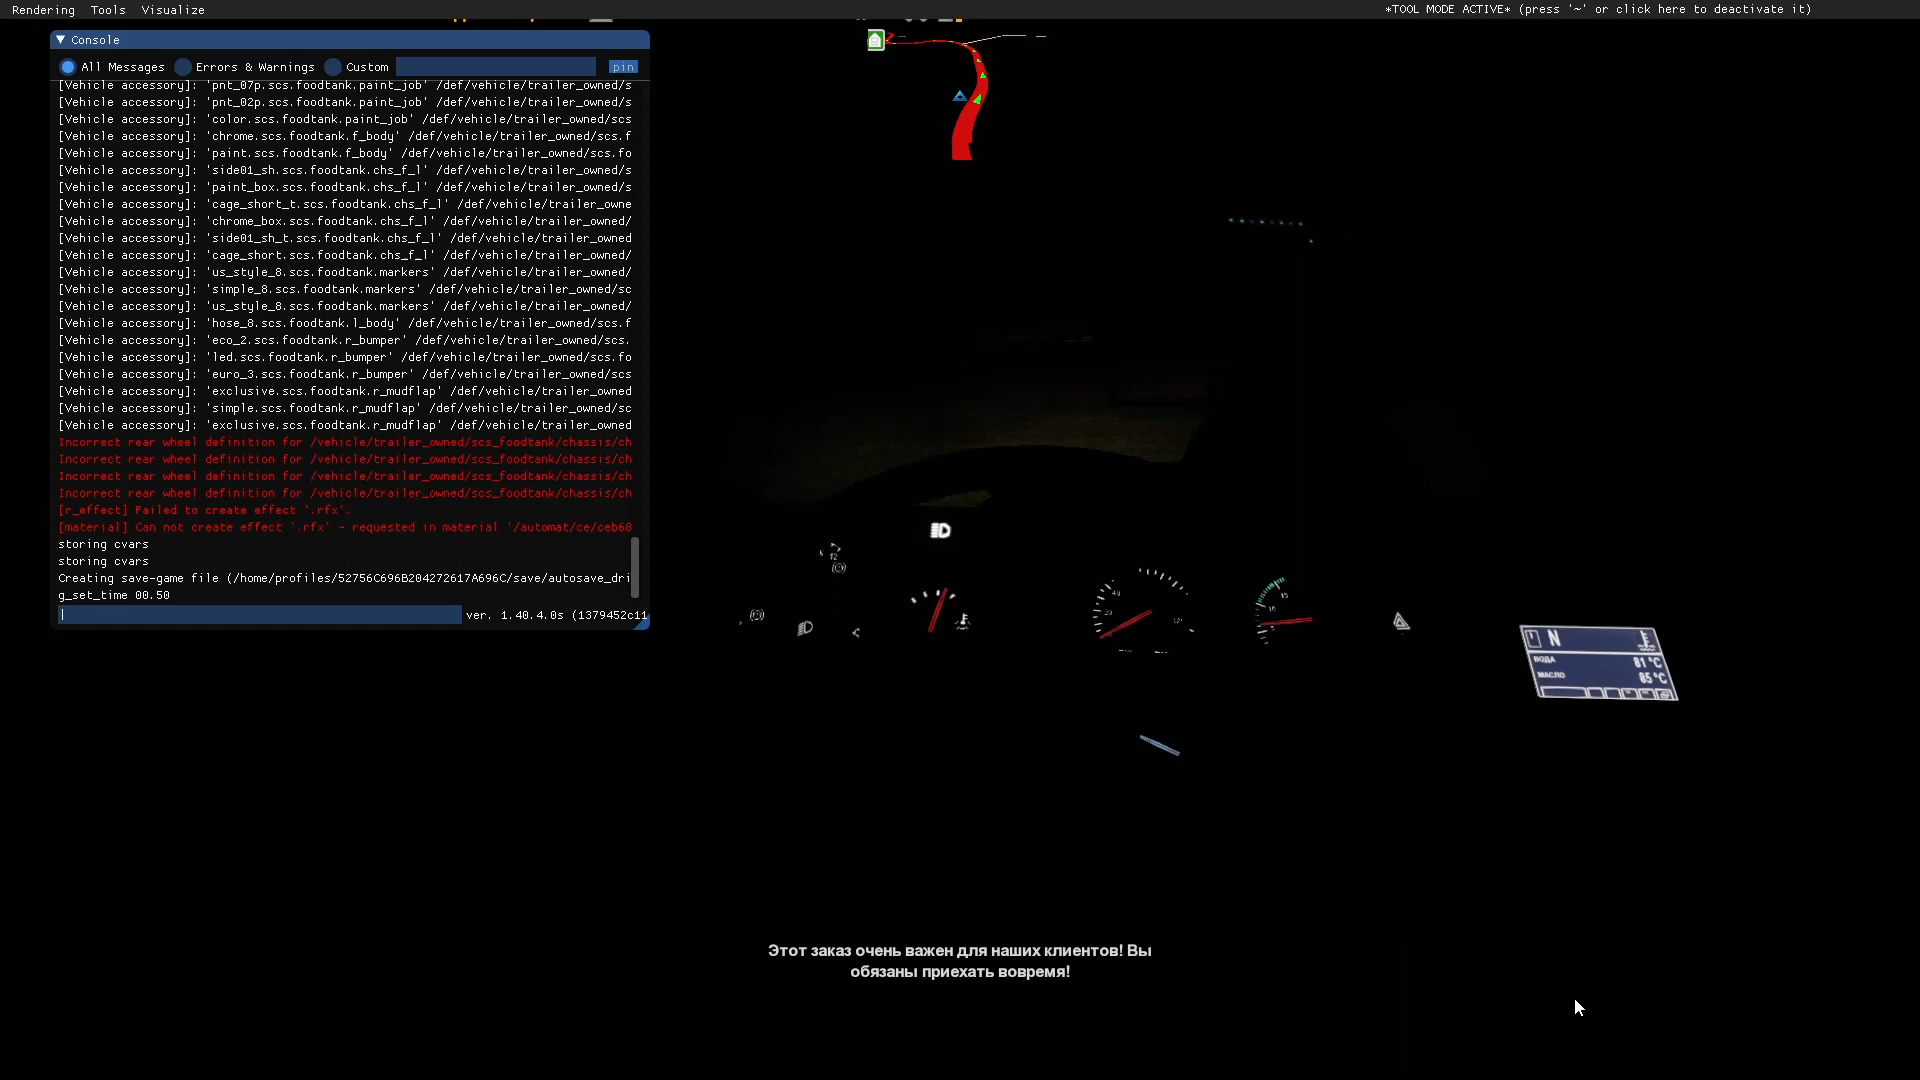 Rendering Tools Visualize
*TOOL MODE ACTIVE* (press '~' or click here to deactivate it)
Console
All Messages Errors & Warnings Custom pin
[Vehicle accessory]: 'pnt_07p.scs.foodtank.paint_job' /def/vehicle/trailer_owned/s
[Vehicle accessory]: 'pnt_02p.scs.foodtank.paint_job' /def/vehicle/trailer_owned/s
[Vehicle accessory]: 'color.scs.foodtank.paint_job' /def/vehicle/trailer_owned/scs
[Vehicle accessory]: 'chrome.scs.foodtank.f_body' /def/vehicle/trailer_owned/scs.f
[Vehicle accessory]: 'paint.scs.foodtank.f_body' /def/vehicle/trailer_owned/scs.fo
[Vehicle accessory]: 'side01_sh.scs.foodtank.chs_f_l' /def/vehicle/trailer_owned/s
[Vehicle accessory]: 'paint_box.scs.foodtank.chs_f_l' /def/vehicle/trailer_owned/s
[Vehicle accessory]: 'cage_short_t.scs.foodtank.chs_f_l' /def/vehicle/trailer_owne
[Vehicle accessory]: 'chrome_box.scs.foodtank.chs_f_l' /def/vehicle/trailer_owned/
[Vehicle accessory]: 'side01_sh_t.scs.foodtank.chs_f_l' /def/vehicle/trailer_owned
[Vehicle accessory]: 'cage_short.scs.foodtank.chs_f_l' /def/vehicle/trailer_owned/
[Vehicle accessory]: 'us_style_8.scs.foodtank.markers' /def/vehicle/trailer_owned/
[Vehicle accessory]: 'simple_8.scs.foodtank.markers' /def/vehicle/trailer_owned/sc
[Vehicle accessory]: 'us_style_8.scs.foodtank.markers' /def/vehicle/trailer_owned/
[Vehicle accessory]: 'hose_8.scs.foodtank.l_body' /def/vehicle/trailer_owned/scs.f
[Vehicle accessory]: 'eco_2.scs.foodtank.r_bumper' /def/vehicle/trailer_owned/scs.
[Vehicle accessory]: 'led.scs.foodtank.r_bumper' /def/vehicle/trailer_owned/scs.fo
[Vehicle accessory]: 'euro_3.scs.foodtank.r_bumper' /def/vehicle/trailer_owned/scs
[Vehicle accessory]: 'exclusive.scs.foodtank.r_mudflap' /def/vehicle/trailer_owned
[Vehicle accessory]: 'simple.scs.foodtank.r_mudflap' /def/vehicle/trailer_owned/sc
[Vehicle accessory]: 'exclusive.scs.foodtank.r_mudflap' /def/vehicle/trailer_owned
Incorrect rear wheel definition for /vehicle/trailer_owned/scs_foodtank/chassis/ch
Incorrect rear wheel definition for /vehicle/trailer_owned/scs_foodtank/chassis/ch
Incorrect rear wheel definition for /vehicle/trailer_owned/scs_foodtank/chassis/ch
Incorrect rear wheel definition for /vehicle/trailer_owned/scs_foodtank/chassis/ch
[r_effect] Failed to create effect '.rfx'.
[material] Can not create effect '.rfx' - requested in material '/automat/ce/ceb68
storing cvars
storing cvars
Creating save-game file (/home/profiles/52756C696B204272617A696C/save/autosave_dri
g_set_time 00.50
ver. 1.40.4.0s (1379452c11
N
ВОДА 81 °C
МАСЛО 85 °C
Этот заказ очень важен для наших клиентов! Вы
обязаны приехать вовремя!